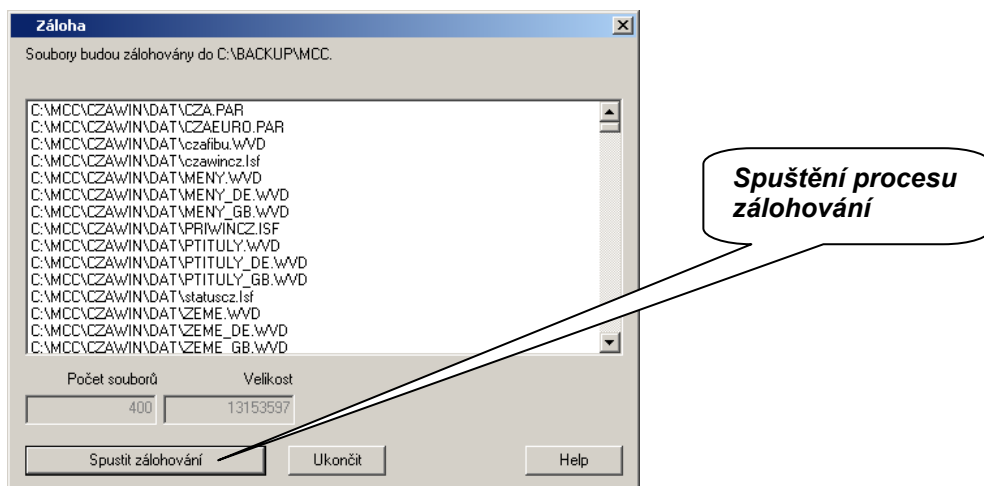 Záloha
Soubory budou zálohovány do C:\BACKUP\MCC.
C:\MCC\CZAWIN\DAT\CZA.PAR
C:\MCC\CZAWIN\DAT\CZAEURO.PAR
C:\MCC\CZAWIN\DAT\czafibu.WVD
C:\MCC\CZAWIN\DAT\czawincz.lsf
C:\MCC\CZAWIN\DAT\MENY.WVD
C:\MCC\CZAWIN\DAT\MENY_DE.WVD
C:\MCC\CZAWIN\DAT\MENY_GB.WVD
C:\MCC\CZAWIN\DAT\PRIWINCZ.ISF
C:\MCC\CZAWIN\DAT\PTITULY.WVD
C:\MCC\CZAWIN\DAT\PTITULY_DE.WVD
C:\MCC\CZAWIN\DAT\PTITULY_GB.WVD
C:\MCC\CZAWIN\DAT\statuscz.lsf
C:\MCC\CZAWIN\DAT\ZEME.WVD
C:\MCC\CZAWIN\DAT\ZEME_DE.WVD
C:\MCC\CZAWIN\DAT\ZEME_GB.WVD
Počet souborů Velikost
400 13153597
Spustit zálohování Ukončit Help
Spuštění procesu
zálohování